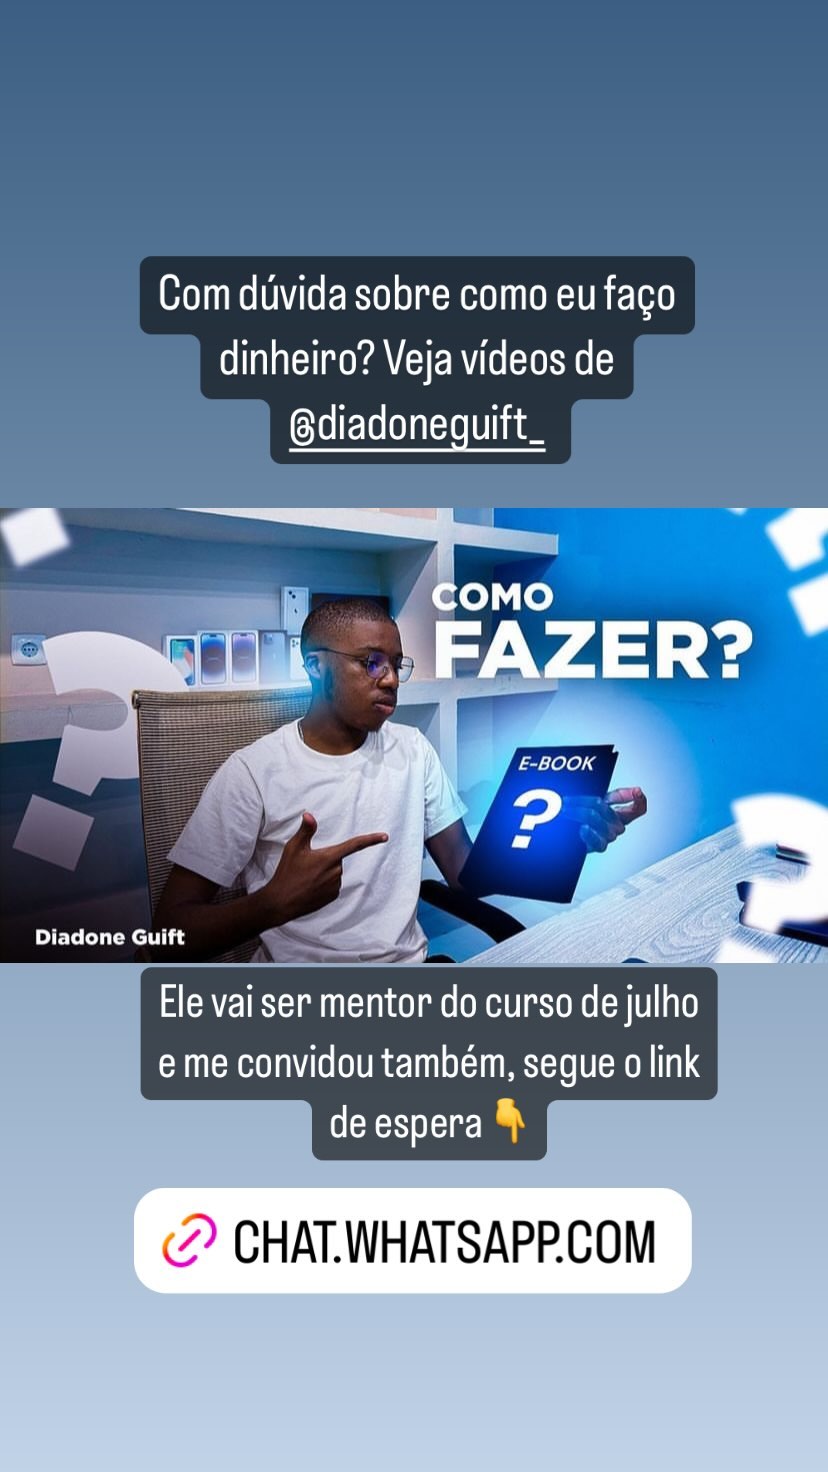 Com dúvida sobre como eu faço
dinheiro? Veja vídeos de
@diadoneguift_
COMO
FAZER?
E-BOOK
?
Diadone Guift
Ele vai ser mentor do curso de julho
e me convidou também, segue o link
de espera 👇
CHAT.WHATSAPP.COM